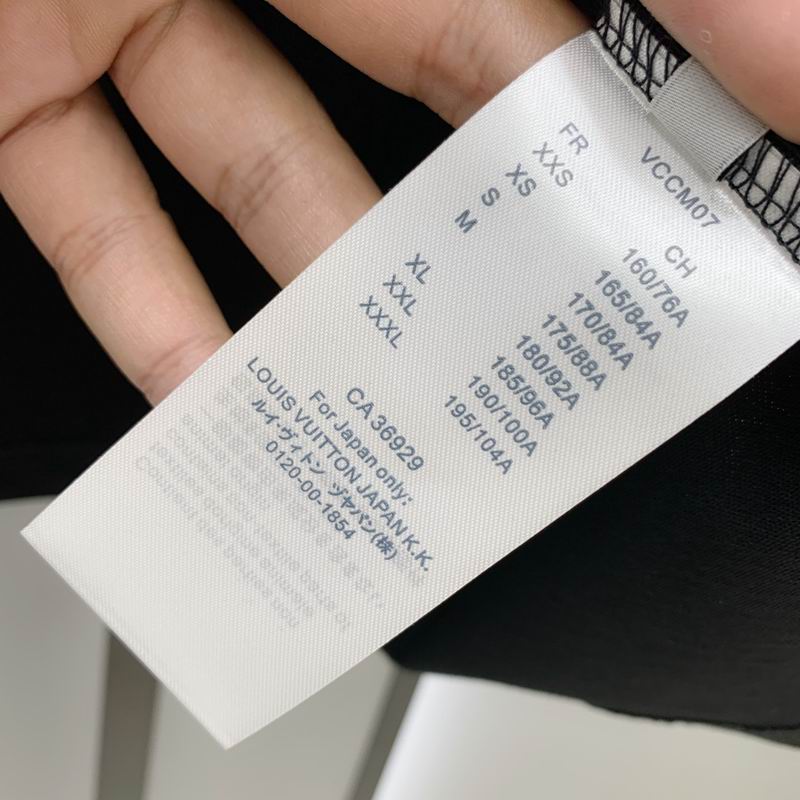 VCCM07
FR CH
XXS 160/76A
XS 165/84A
S 170/84A
M 175/88A
180/92A
XL 185/96A
XXL 190/100A
XXXL 195/104A
CA 36929
For Japan only:
LOUIS VUITTON JAPAN K.K.
ルイ・ヴィトン ヅヤパン(株)
0120-00-1854